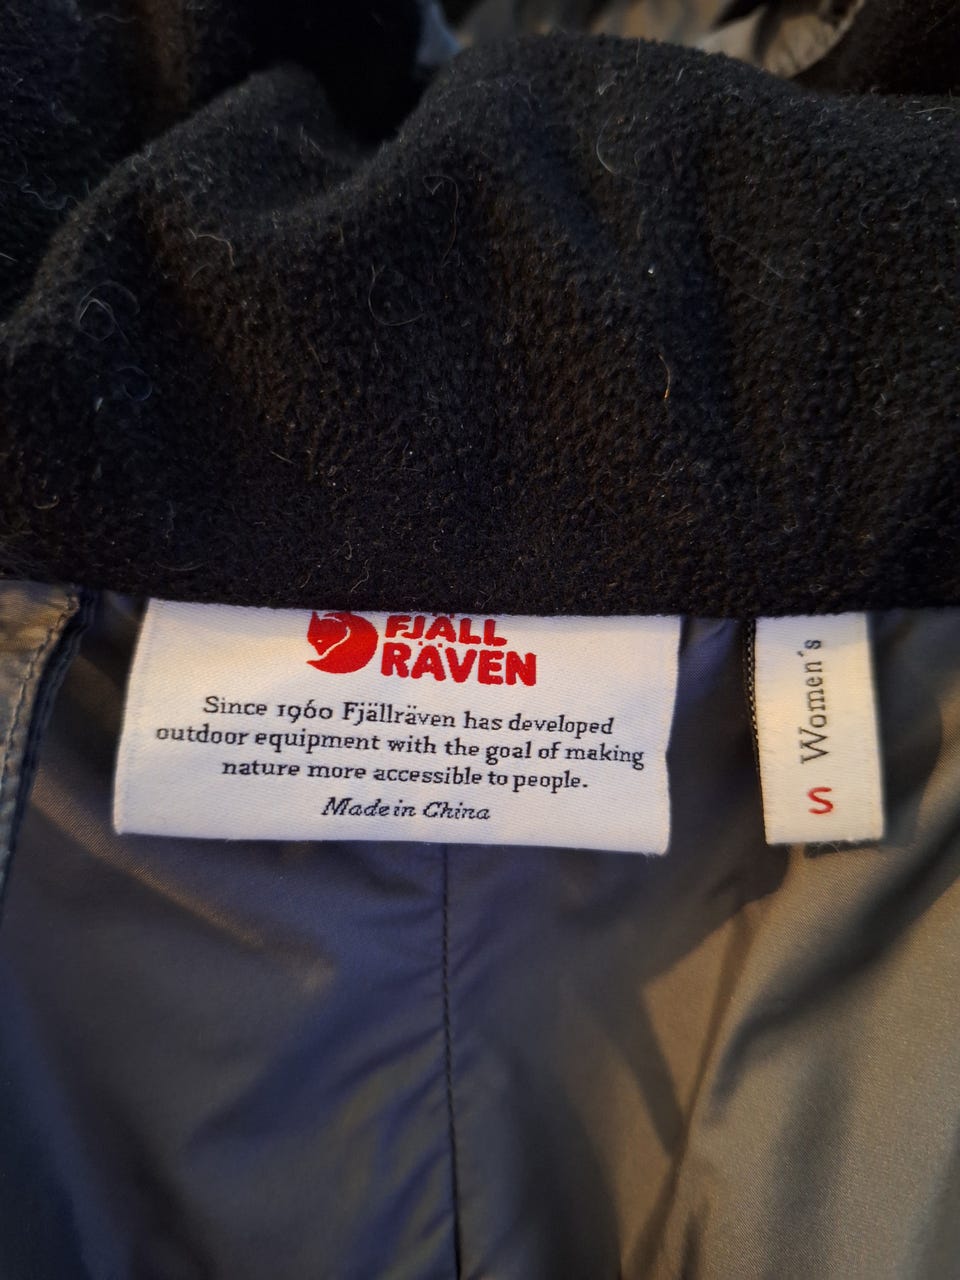 FJÄLL
RÄVEN
Since 1960 Fjällräven has developed
outdoor equipment with the goal of making
nature more accessible to people.
Made in China
Women´s
S